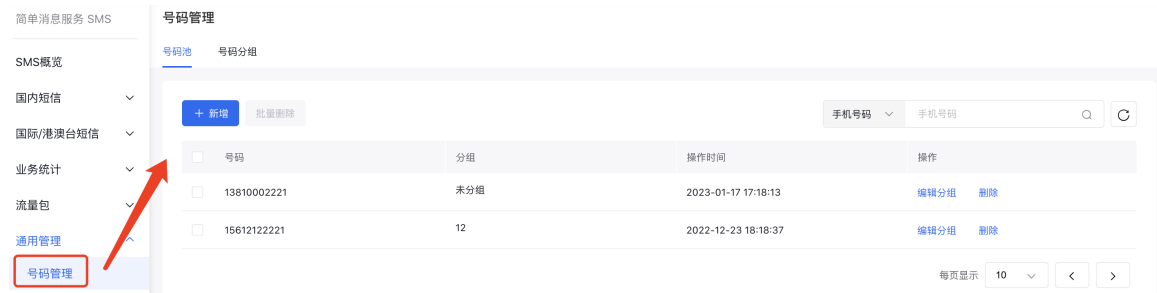 简单消息服务 SMS
SMS概览
国内短信
国际/港澳台短信
业务统计
流量包
通用管理
号码管理
号码管理
号码池 号码分组
+ 新增 批量删除 手机号码 手机号码
号码 分组 操作时间 操作
13810002221 未分组 2023-01-17 17:18:13 编辑分组 删除
15612122221 12 2022-12-23 18:18:37 编辑分组 删除
每页显示 10